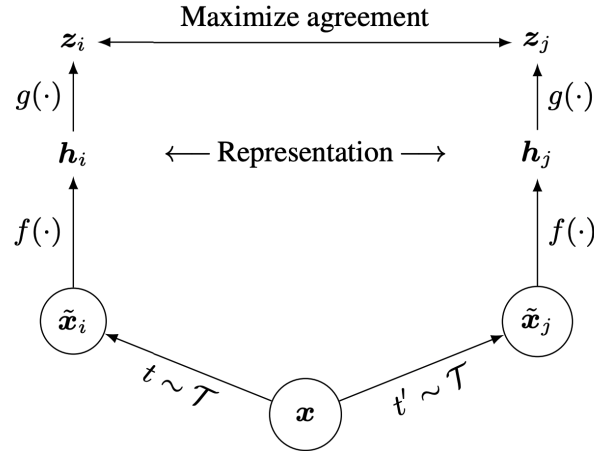 Maximize agreement
z_i z_j
g(·) g(·)
h_i ← Representation → h_j
f(·) f(·)
x̃_i x̃_j
t ∼ 𝒯 t′ ∼ 𝒯
x